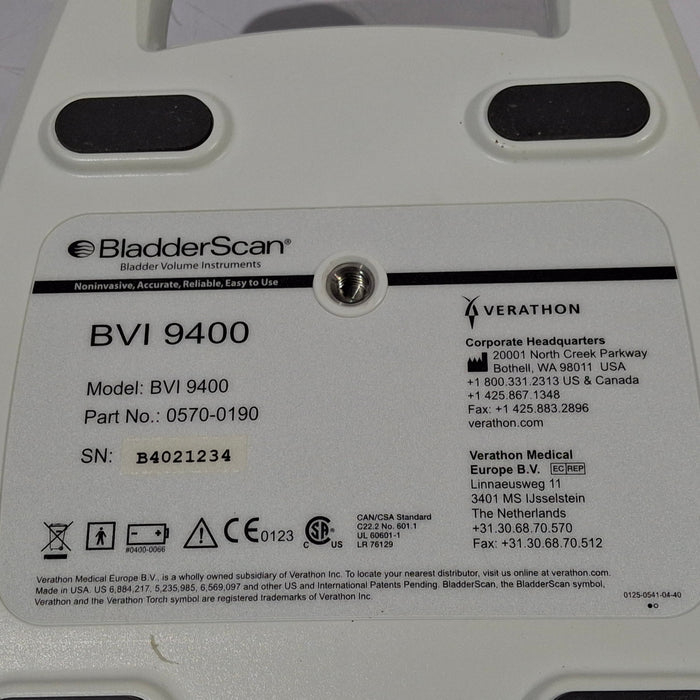 BladderScan®
Bladder Volume Instruments
Noninvasive, Accurate, Reliable, Easy to Use
BVI 9400
Model: BVI 9400
Part No.: 0570-0190
SN: B4021234
VERATHON
Corporate Headquarters
20001 North Creek Parkway
Bothell, WA 98011 USA
+1 800.331.2313 US & Canada
+1 425.867.1348
Fax: +1 425.883.2896
verathon.com
Verathon Medical
Europe B.V. EC REP
Linnaeusweg 11
3401 MS IJsselstein
The Netherlands
+31.30.68.70.570
Fax: +31.30.68.70.512
#0400-0066
CE0123
C SA® US
CAN/CSA Standard
C22.2 No. 601.1
UL 60601-1
LR 76129
Verathon Medical Europe B.V., is a wholly owned subsidiary of Verathon Inc. To locate your nearest distributor, visit us online at verathon.com.
Made in USA. US 6,884,217, 5,235,985, 6,569,097 and other US and International Patents Pending. BladderScan, the BladderScan symbol,
Verathon and the Verathon Torch symbol are registered trademarks of Verathon Inc.
0125-0541-04-40